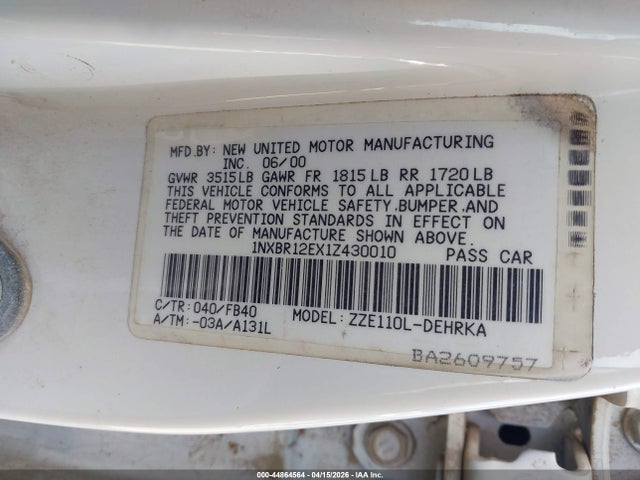 MFD.BY: NEW UNITED MOTOR MANUFACTURING
INC. 06/00
GVWR 3515LB GAWR FR 1815LB RR 1720LB
THIS VEHICLE CONFORMS TO ALL APPLICABLE
FEDERAL MOTOR VEHICLE SAFETY,BUMPER,AND
THEFT PREVENTION STANDARDS IN EFFECT ON
THE DATE OF MANUFACTURE SHOWN ABOVE.
1NXBR12EX1Z430010 PASS CAR
C/TR: 040/FB40
A/TM: -03A/A131L MODEL: ZZE110L-DEHRKA
BA2609757
000-44864564 - 04/15/2026 - IAA Inc.